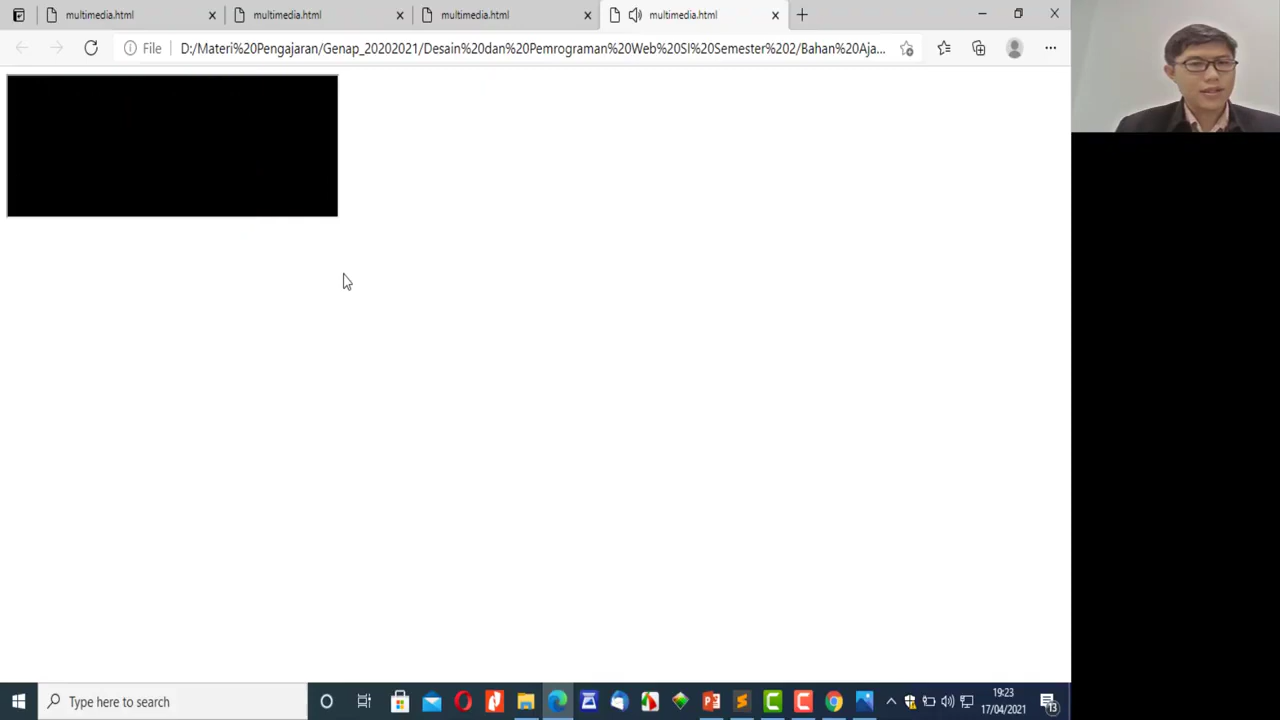 multimedia.html
multimedia.html
multimedia.html
multimedia.html
File
D:/Materi%20Pengajaran/Genap_20202021/Desain%20dan%20Pemrograman%20Web%20SI%20Semester%202/Bahan%20Aja...
Type here to search
19:23
17/04/2021
13